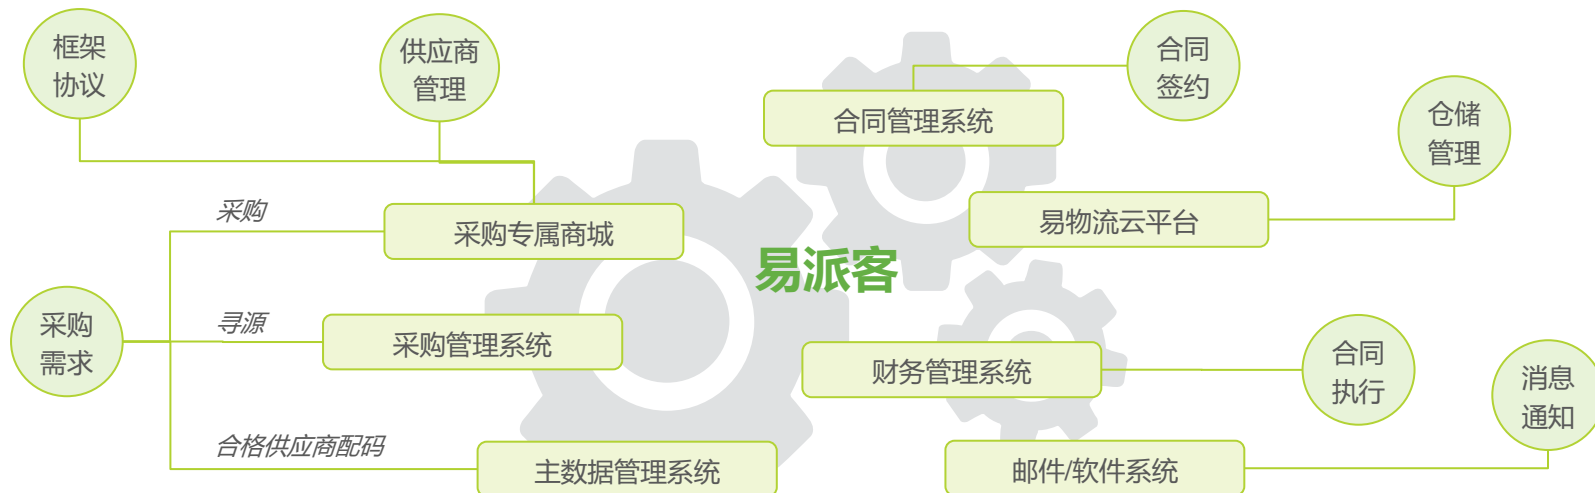 框架
协议
供应商
管理
合同
签约
合同管理系统
仓储
管理
采购
采购专属商城
易物流云平台
易派客
采购
需求
寻源
采购管理系统
财务管理系统
合同
执行
消息
通知
合格供应商配码
主数据管理系统
邮件/软件系统